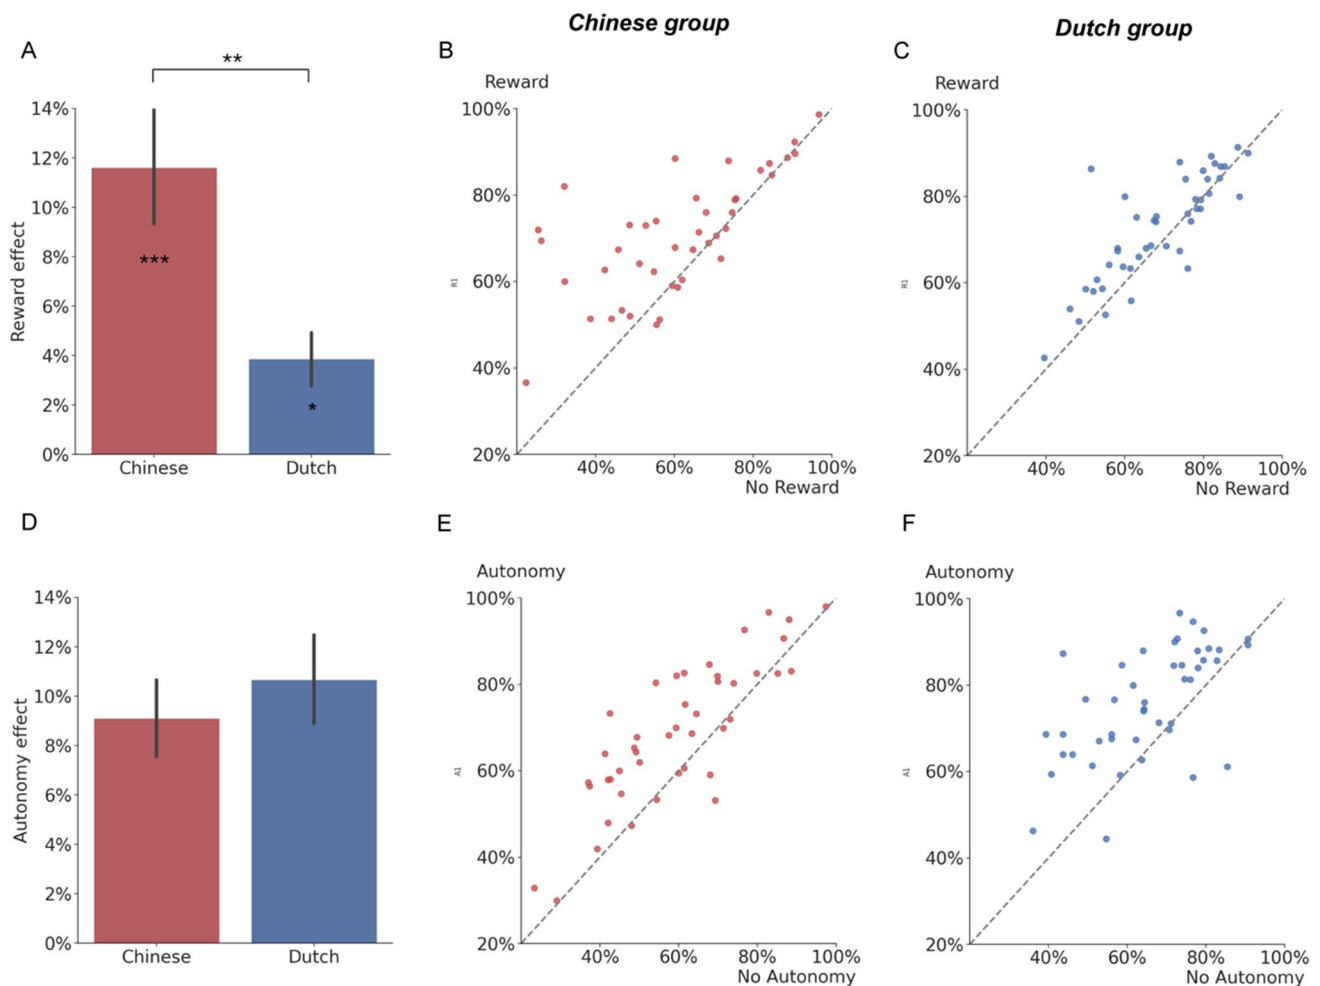 Chinese group
Dutch group
A
B
C
**
Reward
Reward
14%
12%
10%
8%
6%
4%
2%
0%
Reward effect
***
*
Chinese
Dutch
100%
80%
60%
40%
20%
R1
40%
60%
80%
100%
No Reward
100%
80%
60%
40%
20%
R1
40%
60%
80%
100%
No Reward
D
E
F
Autonomy
Autonomy
14%
12%
10%
8%
6%
4%
2%
0%
Autonomy effect
Chinese
Dutch
100%
80%
60%
40%
20%
A1
40%
60%
80%
100%
No Autonomy
100%
80%
60%
40%
20%
A1
40%
60%
80%
100%
No Autonomy